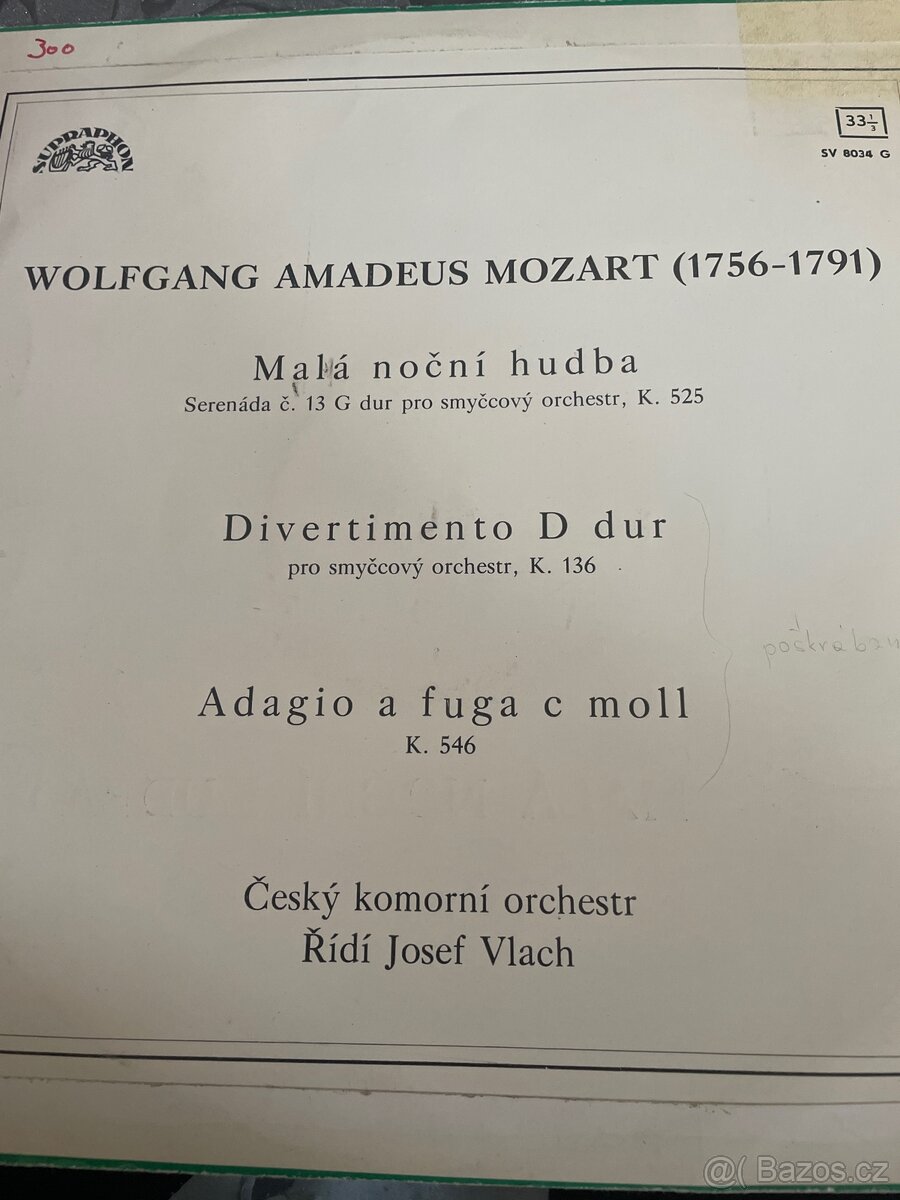 300
SUPRAPHON
33 1/3
SV 8034 G
WOLFGANG AMADEUS MOZART (1756-1791)
Malá noční hudba
Serenáda č. 13 G dur pro smyčcový orchestr, K. 525
Divertimento D dur
pro smyčcový orchestr, K. 136
Adagio a fuga c moll
K. 546
Český komorní orchestr
Řídí Josef Vlach
@( Bazos.cz